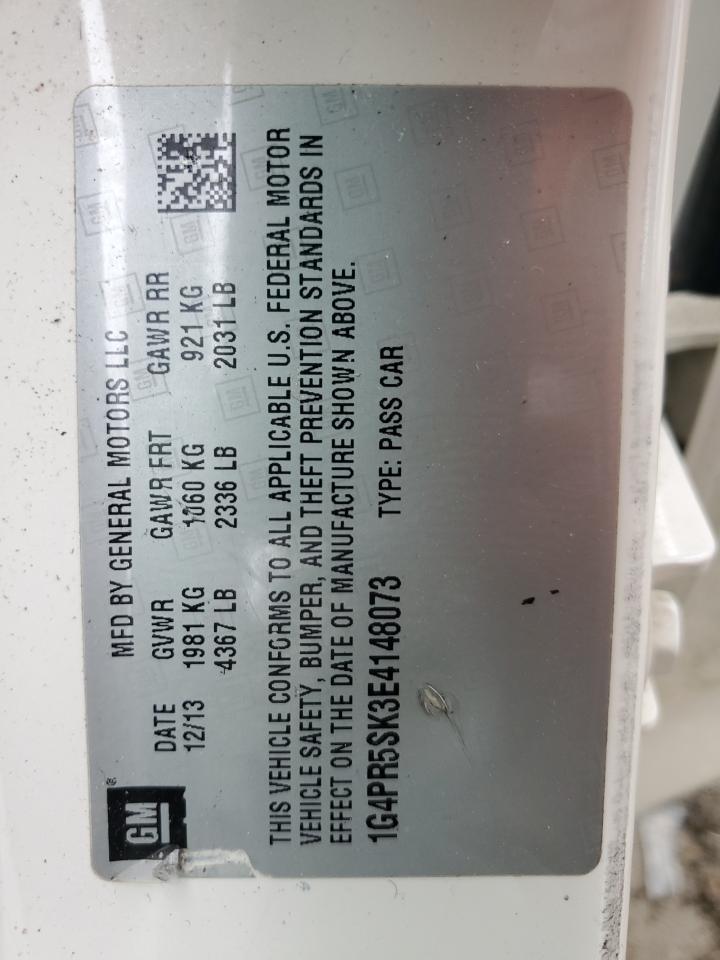 GM®
MFD BY GENERAL MOTORS LLC
DATE GVWR GAWR FRT GAWR RR
12/13 1981 KG 1060 KG 921 KG
4367 LB 2336 LB 2031 LB
THIS VEHICLE CONFORMS TO ALL APPLICABLE U.S. FEDERAL MOTOR
VEHICLE SAFETY, BUMPER, AND THEFT PREVENTION STANDARDS IN
EFFECT ON THE DATE OF MANUFACTURE SHOWN ABOVE.
1G4PR5SK3E4148073 TYPE: PASS CAR